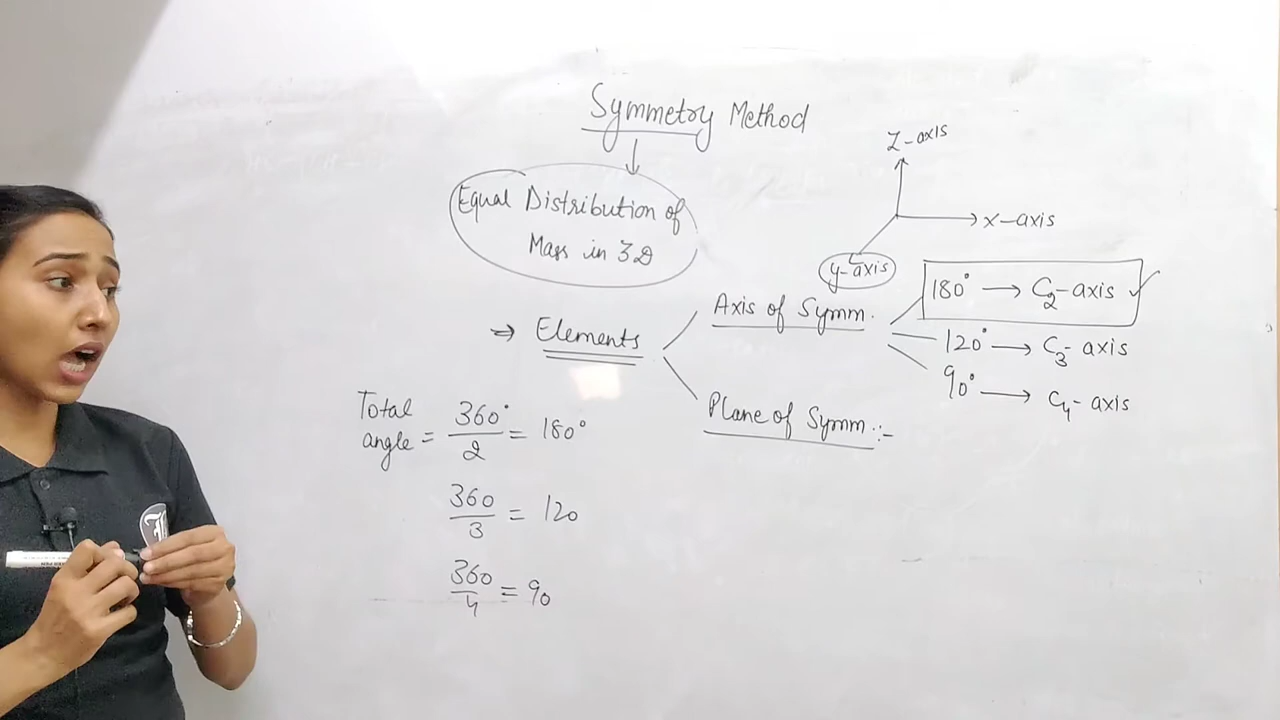 Symmetry Method
Equal Distribution of
Mass in 3D
Z-axis
x-axis
y-axis
→ Elements
Axis of Symm.
180° → C2-axis ✓
120° → C3-axis
90° → C4-axis
Plane of Symm.:-
Total
angle = 360°/2 = 180°
360/3 = 120
360/4 = 90